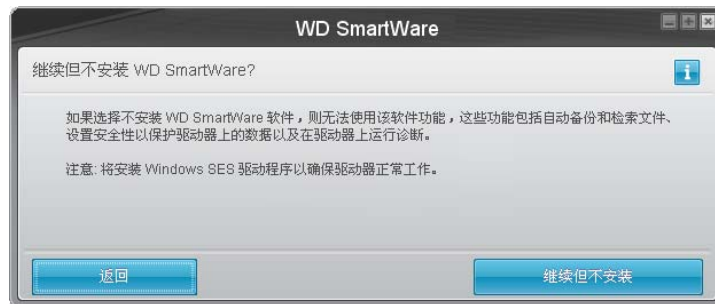 WD SmartWare
继续但不安装 WD SmartWare?
如果选择不安装 WD SmartWare 软件，则无法使用该软件功能，这些功能包括自动备份和检索文件、
设置安全性以保护驱动器上的数据以及在驱动器上运行诊断。
注意: 将安装 Windows SES 驱动程序以确保驱动器正常工作。
返回
继续但不安装